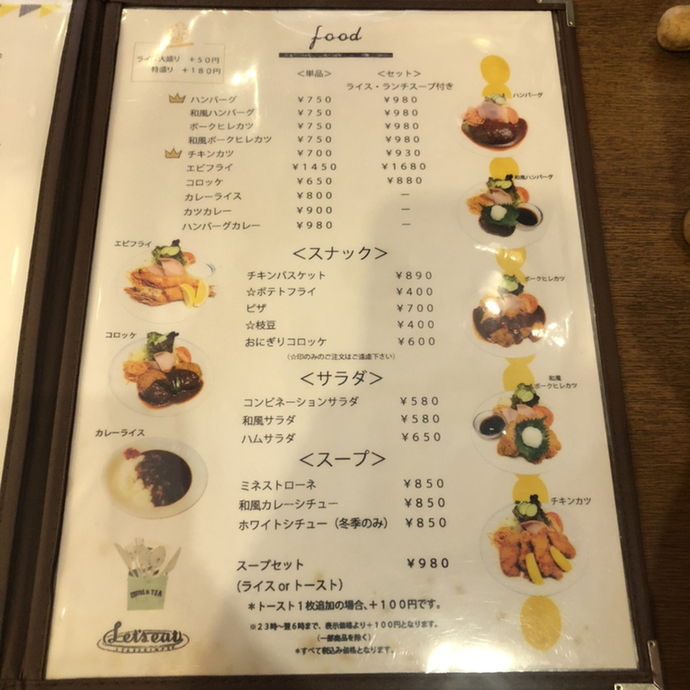 food
ライス大盛り ＋５０円
特盛り ＋１８０円
＜単品＞ ＜セット＞
ライス・ランチスープ付き
ハンバーグ ￥７５０ ￥９８０
和風ハンバーグ ￥７５０ ￥９８０
ポークヒレカツ ￥７５０ ￥９８０
和風ポークヒレカツ ￥７５０ ￥９８０
チキンカツ ￥７００ ￥９３０
エビフライ ￥１４５０ ￥１６８０
コロッケ ￥６５０ ￥８８０
カレーライス ￥８００ ー
カツカレー ￥９００ ー
ハンバーグカレー ￥９８０ ー
＜スナック＞
チキンバスケット ￥８９０
☆ポテトフライ ￥４００
ピザ ￥７００
☆枝豆 ￥４００
おにぎりコロッケ ￥６００
（☆印のみのご注文はご遠慮下さい）
＜サラダ＞
コンビネーションサラダ ￥５８０
和風サラダ ￥５８０
ハムサラダ ￥６５０
＜スープ＞
ミネストローネ ￥８５０
和風カレーシチュー ￥８５０
ホワイトシチュー（冬季のみ） ￥８５０
スープセット ￥９８０
（ライス or トースト）
＊トースト１枚追加の場合、＋１００円です。
※２３時～翌６時まで、表示価格より＋１００円となります。
（一部商品を除く）
＊すべて税込み価格となります。
エビフライ
コロッケ
カレーライス
COFFEE & TEA
Let's eat
ハンバーグ
和風ハンバーグ
ポークヒレカツ
和風
ポークヒレカツ
チキンカツ